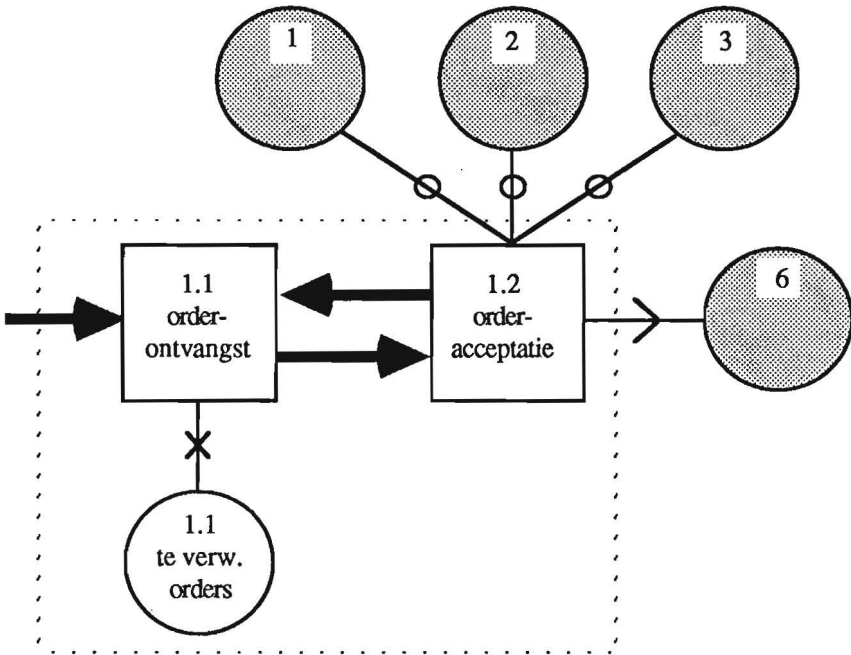 1
2
3
1.1
order-
ontvangst
1.2
order-
acceptatie
6
1.1
te verw.
orders